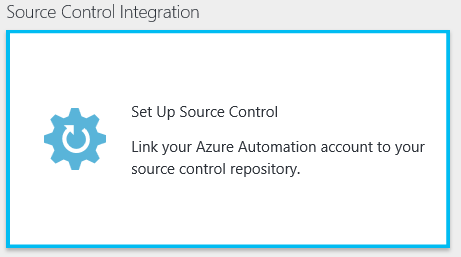 Source Control Integration
Set Up Source Control
Link your Azure Automation account to your
source control repository.